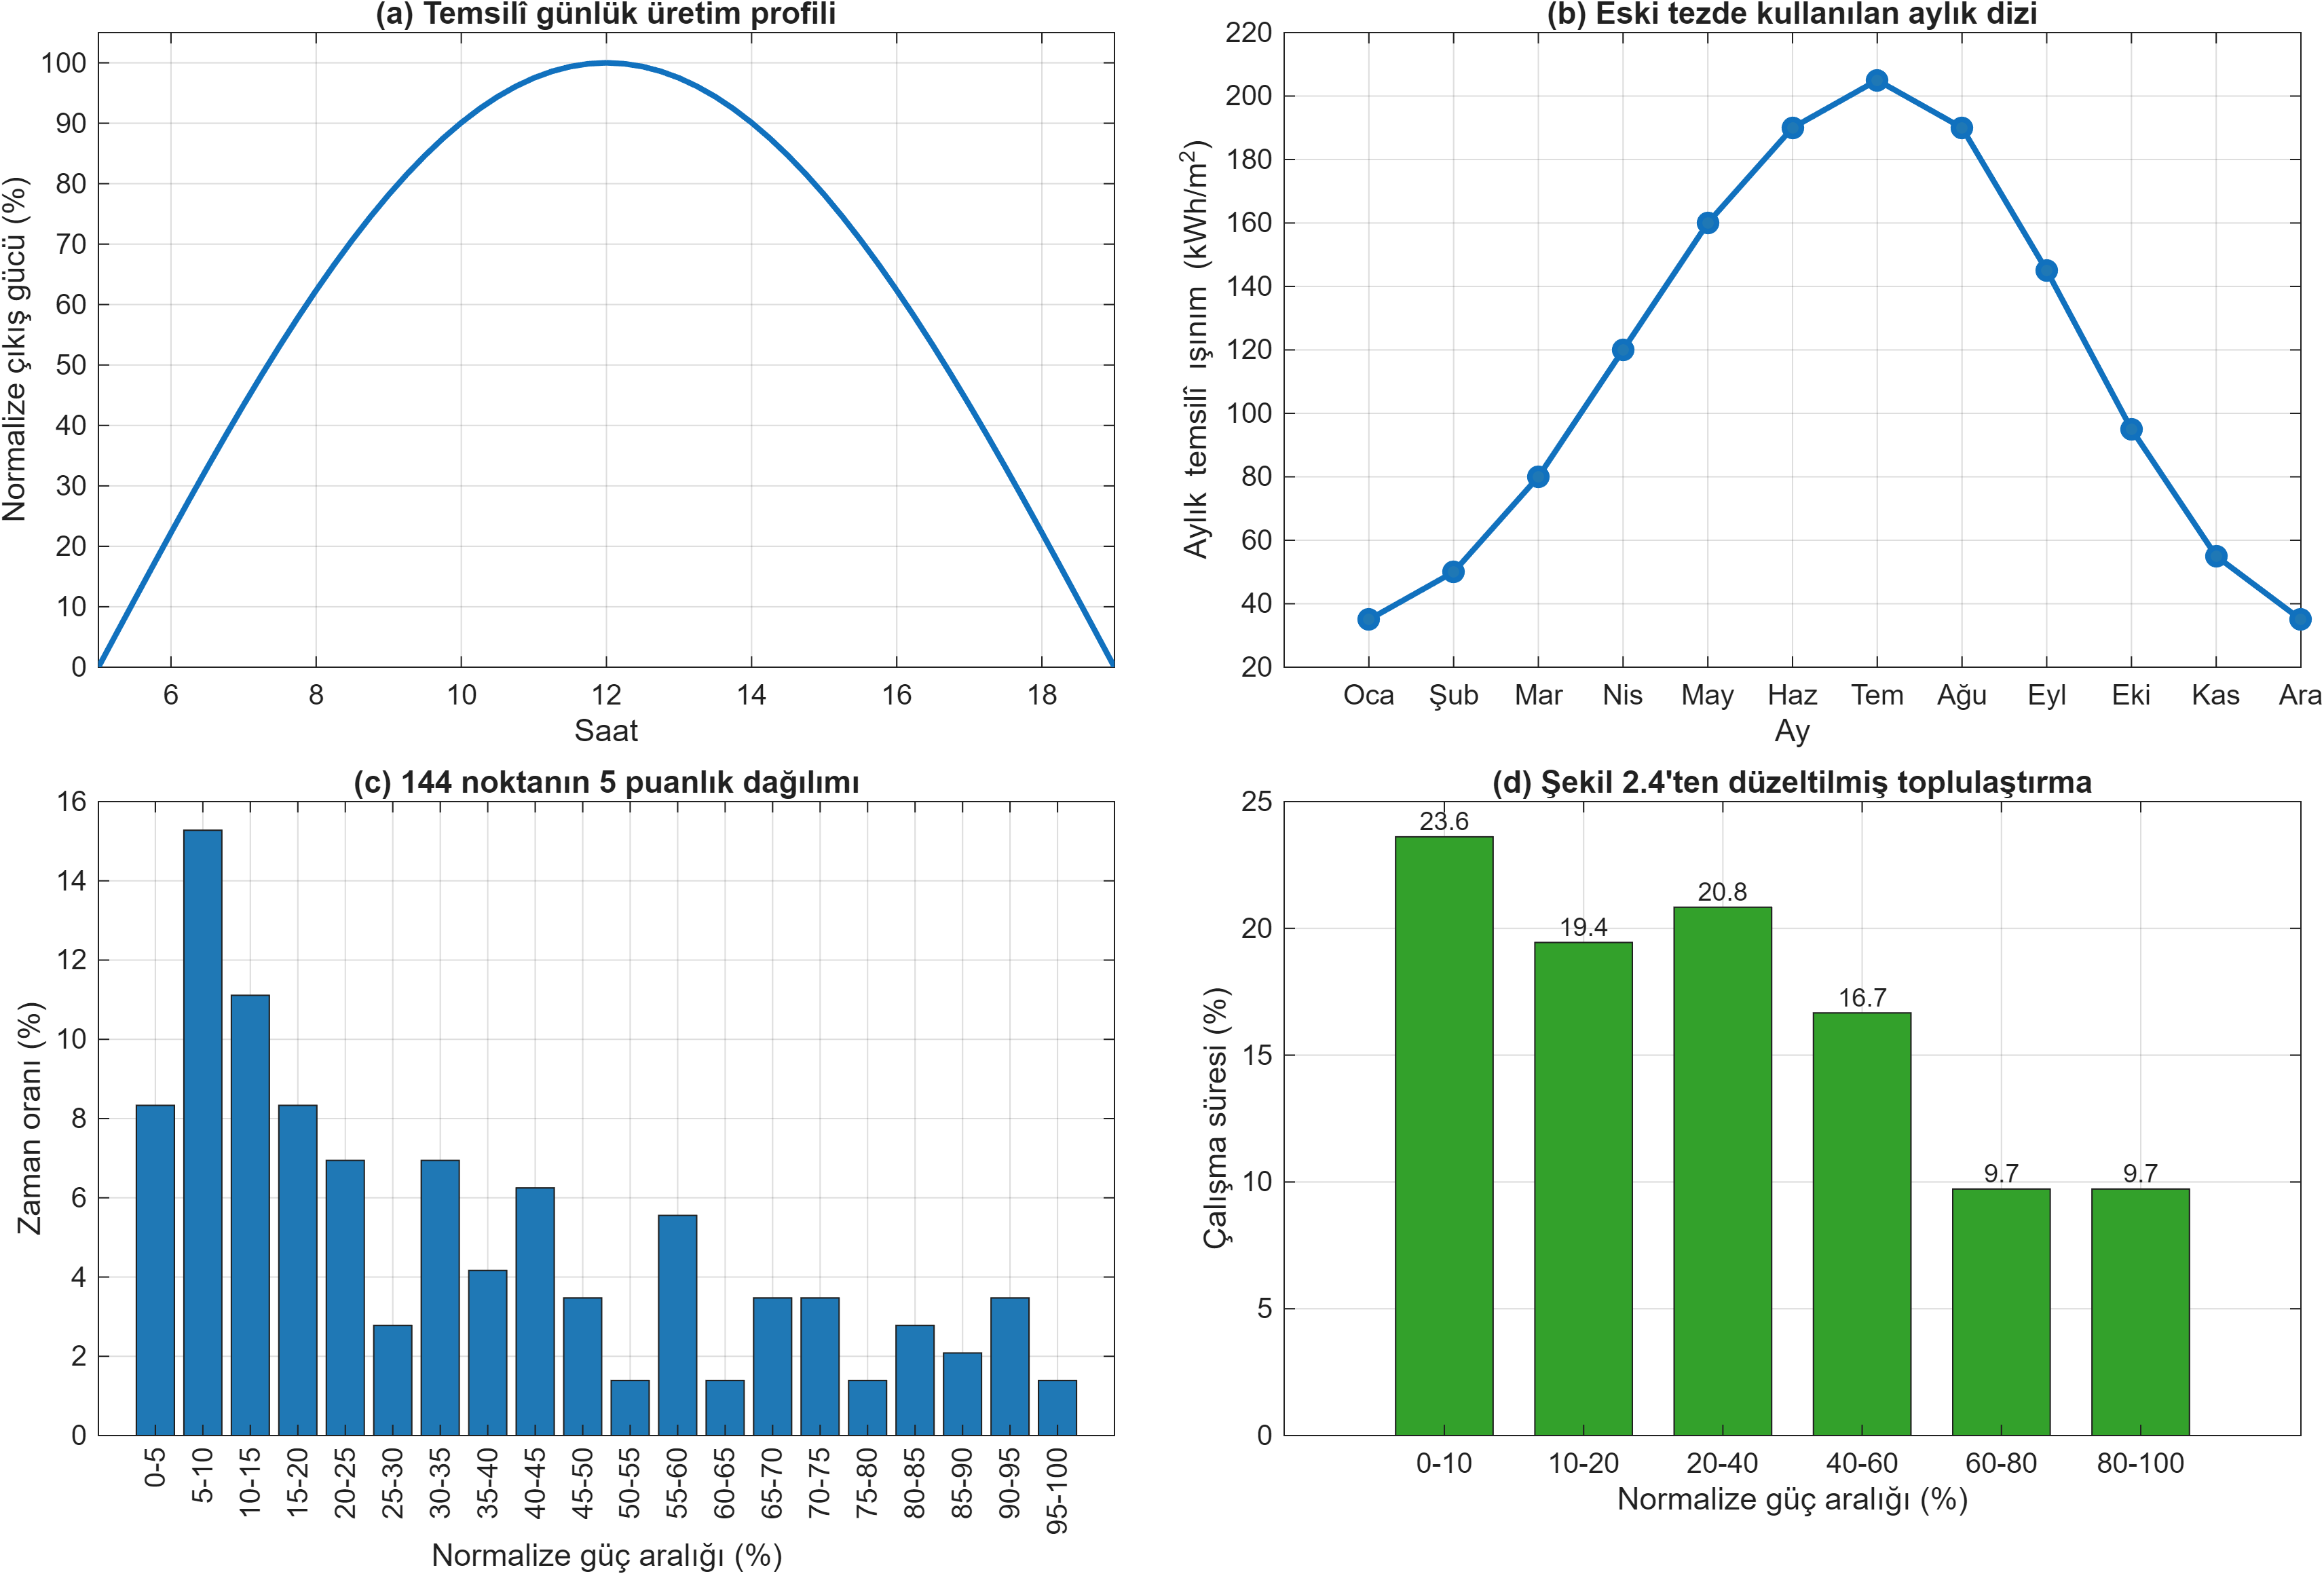 (a) Temsilî günlük üretim profili
Normalize çıkış gücü (%)
100
90
80
70
60
50
40
30
20
10
0
6 8 10 12 14 16 18
Saat
(b) Eski tezde kullanılan aylık dizi
Aylık temsilî ışınım (kWh/m²)
220
200
180
160
140
120
100
80
60
40
20
Oca Şub Mar Nis May Haz Tem Ağu Eyl Eki Kas Ara
Ay
(c) 144 noktanın 5 puanlık dağılımı
Zaman oranı (%)
16
14
12
10
8
6
4
2
0
0-5 5-10 10-15 15-20 20-25 25-30 30-35 35-40 40-45 45-50 50-55 55-60 60-65 65-70 70-75 75-80 80-85 85-90 90-95 95-100
Normalize güç aralığı (%)
(d) Şekil 2.4'ten düzeltilmiş toplulaştırma
Çalışma süresi (%)
25
20
15
10
5
0
23.6 19.4 20.8 16.7 9.7 9.7
0-10 10-20 20-40 40-60 60-80 80-100
Normalize güç aralığı (%)